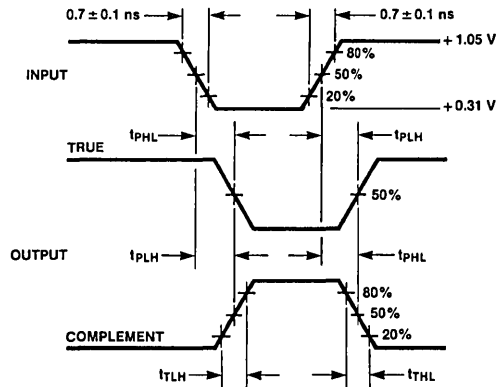 0.7 ± 0.1 ns 0.7 ± 0.1 ns
+ 1.05 V
80%
INPUT 50%
20% + 0.31 V
tPHL tPLH
TRUE
50%
OUTPUT tPLH tPHL
80%
50%
COMPLEMENT 20%
tTLH tTHL